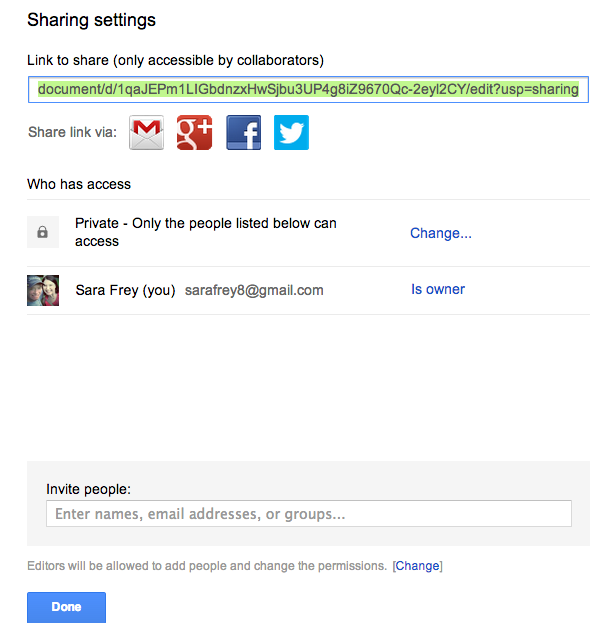 Sharing settings
Link to share (only accessible by collaborators)
document/d/1qaJEPm1LIGbdnzxHwSjbu3UP4g8iZ9670Qc-2eyl2CY/edit?usp=sharing
Share link via:
Who has access
Private - Only the people listed below can
access
Change...
Sara Frey (you) sarafrey8@gmail.com Is owner
Invite people:
Enter names, email addresses, or groups...
Editors will be allowed to add people and change the permissions. [Change]
Done